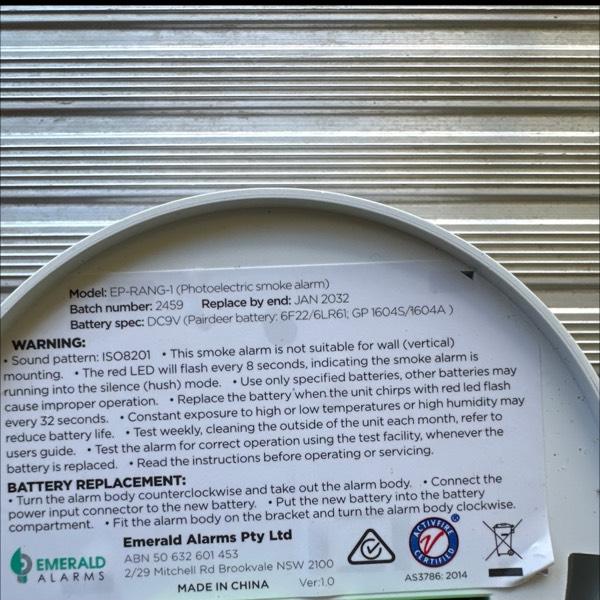 Model: EP-RANG-1 (Photoelectric smoke alarm)
Batch number: 2459 Replace by end: JAN 2032
Battery spec: DC9V (Pairdeer battery: 6F22/6LR61; GP 1604S/1604A )
WARNING:
• Sound pattern: ISO8201 • This smoke alarm is not suitable for wall (vertical)
mounting. • The red LED will flash every 8 seconds, indicating the smoke alarm is
running into the silence (hush) mode. • Use only specified batteries, other batteries may
cause improper operation. • Replace the battery when the unit chirps with red led flash
every 32 seconds. • Constant exposure to high or low temperatures or high humidity may
reduce battery life. • Test weekly, cleaning the outside of the unit each month, refer to
users guide. • Test the alarm for correct operation using the test facility, whenever the
battery is replaced. • Read the instructions before operating or servicing.
BATTERY REPLACEMENT:
• Turn the alarm body counterclockwise and take out the alarm body. • Connect the
power input connector to the new battery. • Put the new battery into the battery
compartment. • Fit the alarm body on the bracket and turn the alarm body clockwise.
EMERALD
ALARMS
Emerald Alarms Pty Ltd
ABN 50 632 601 453
2/29 Mitchell Rd Brookvale NSW 2100
MADE IN CHINA Ver:1.0
ACTIVFIRE
CERTIFIED
AS3786: 2014